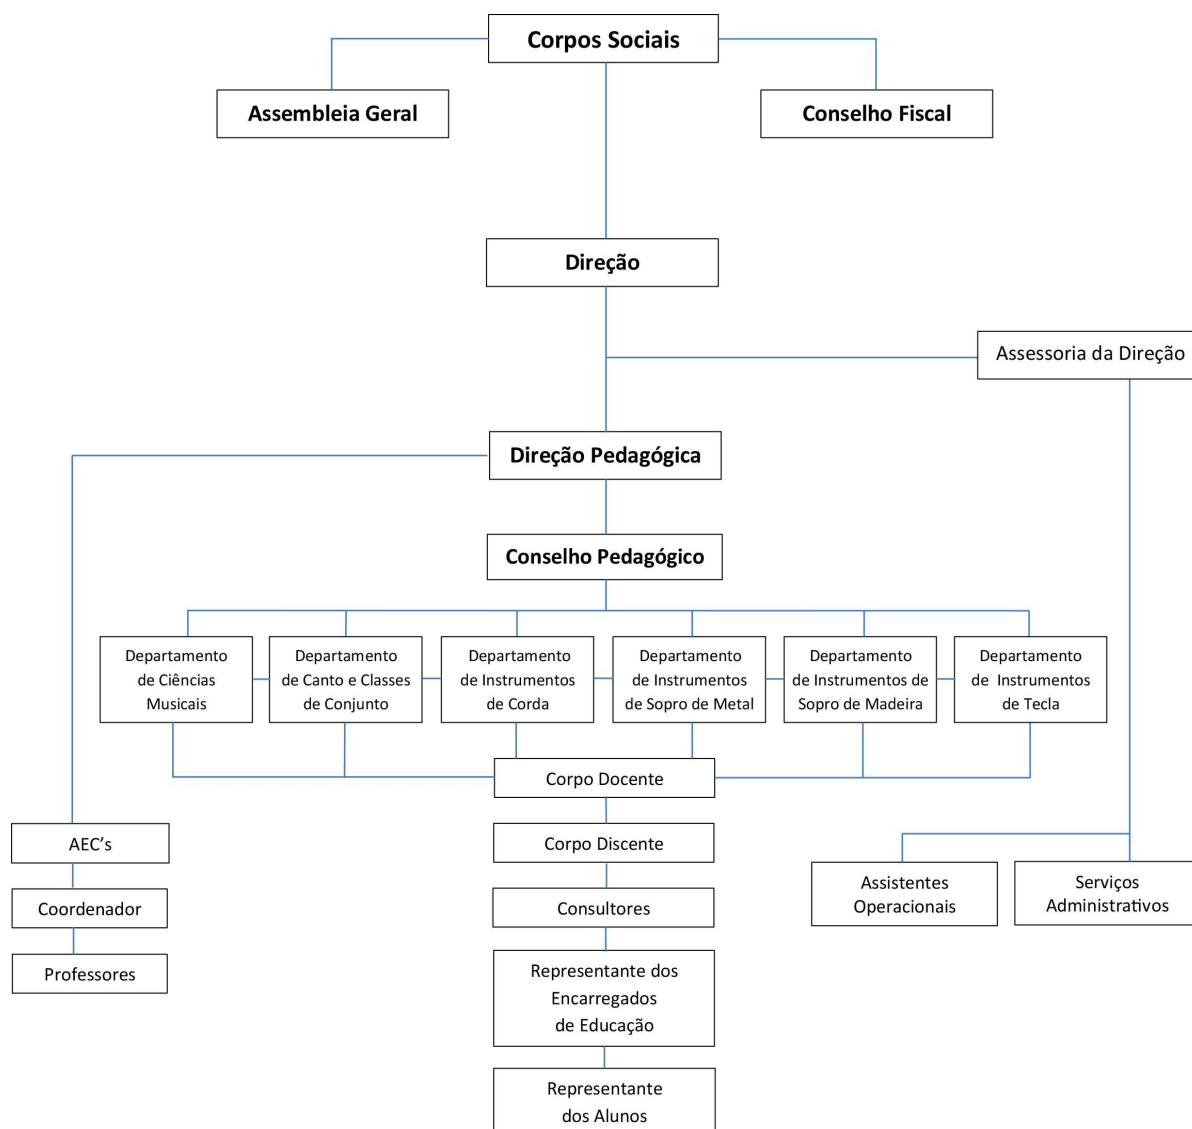 Corpos Sociais
Assembleia Geral
Conselho Fiscal
Direção
Assessoria da Direção
Direção Pedagógica
Conselho Pedagógico
Departamento
de Ciências
Musicais
Departamento
de Canto e Classes
de Conjunto
Departamento
de Instrumentos
de Corda
Departamento
de Instrumentos
de Sopro de Metal
Departamento
de Instrumentos de
Sopro de Madeira
Departamento
de Instrumentos
de Tecla
Corpo Docente
AEC’s
Coordenador
Professores
Corpo Discente
Consultores
Representante dos
Encarregados
de Educação
Representante
dos Alunos
Assistentes
Operacionais
Serviços
Administrativos